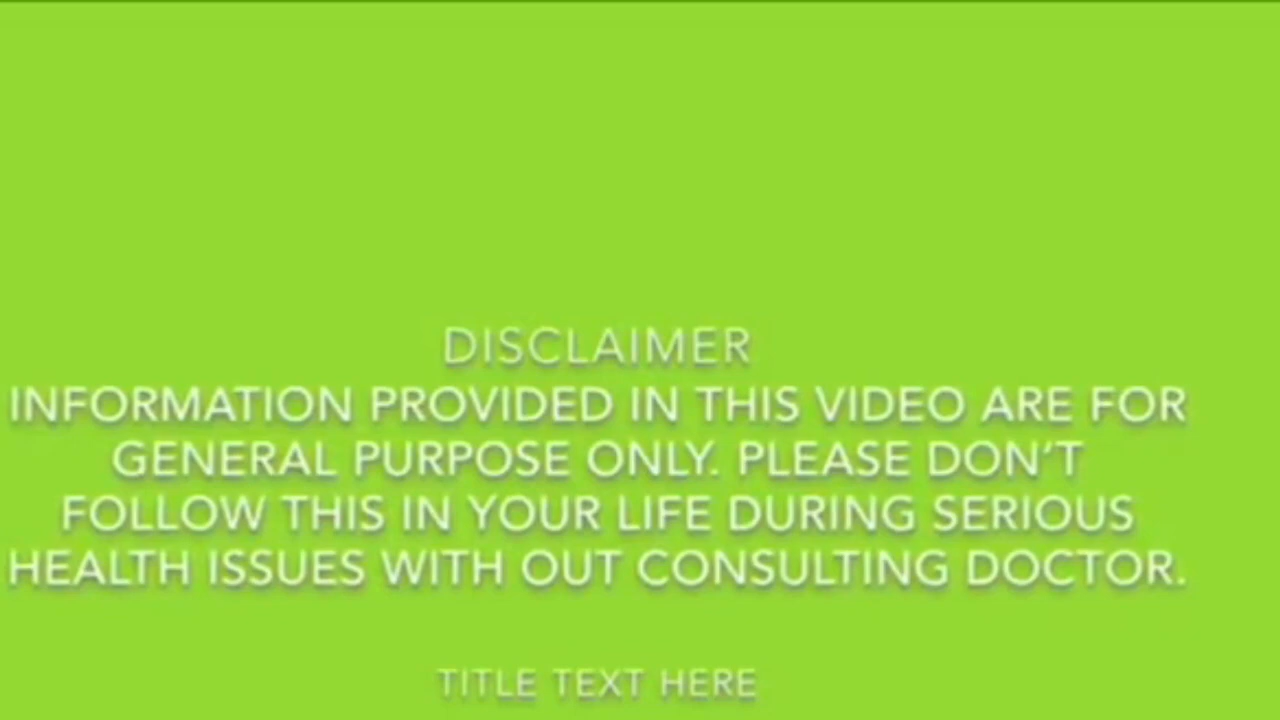 DISCLAIMER
INFORMATION PROVIDED IN THIS VIDEO ARE FOR
GENERAL PURPOSE ONLY. PLEASE DON'T
FOLLOW THIS IN YOUR LIFE DURING SERIOUS
HEALTH ISSUES WITH OUT CONSULTING DOCTOR.
TITLE TEXT HERE